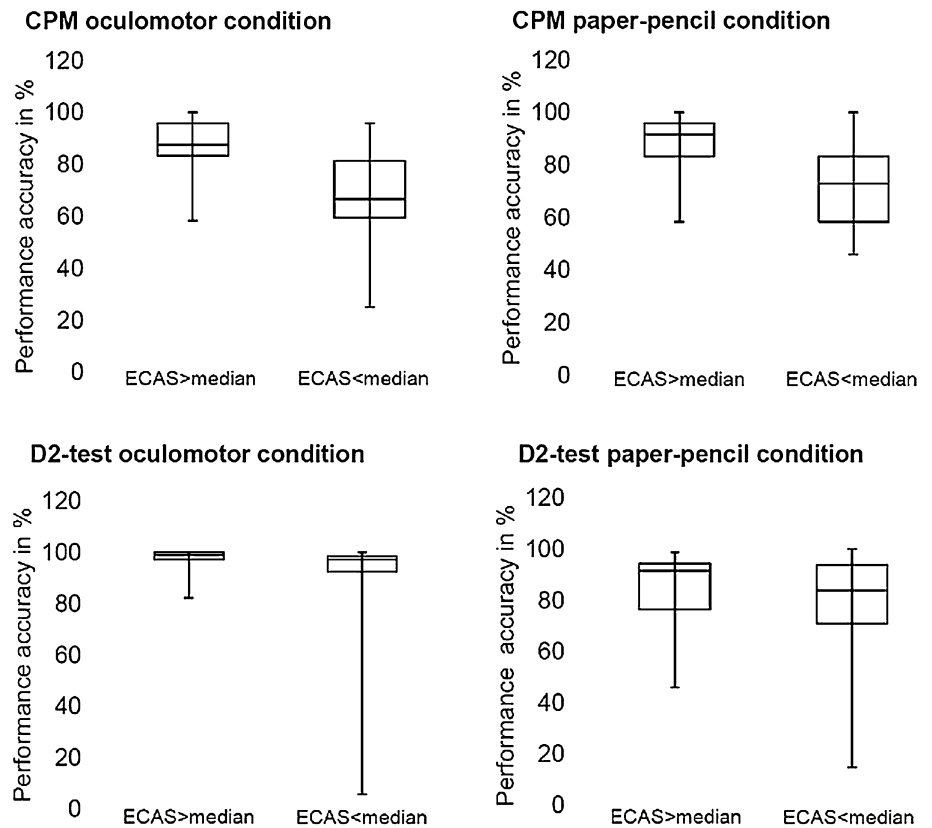 CPM oculomotor condition
Performance accuracy in %
120
100
80
60
40
20
0
ECAS>median
ECAS<median
CPM paper-pencil condition
Performance accuracy in %
120
100
80
60
40
20
0
ECAS>median
ECAS<median
D2-test oculomotor condition
Performance accuracy in %
120
100
80
60
40
20
0
ECAS>median
ECAS<median
D2-test paper-pencil condition
Performance accuracy in %
120
100
80
60
40
20
0
ECAS>median
ECAS<median